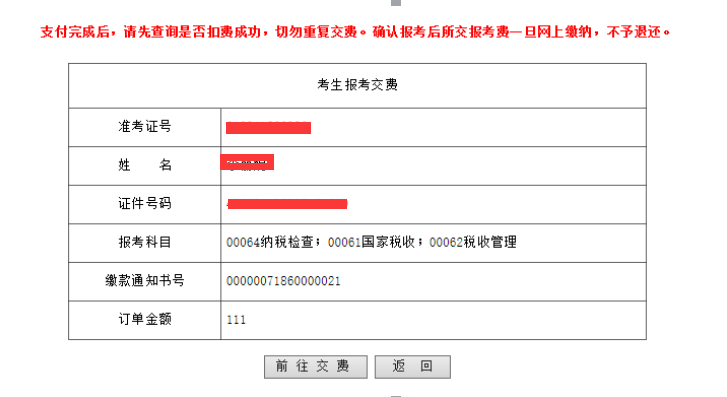 支付完成后，请先查询是否扣费成功，切勿重复交费。确认报考后所交报考费一旦网上缴纳，不予退还。
考生报考交费
准考证号
姓 名
证件号码
报考科目 00064纳税检查；00061国家税收；00062税收管理
缴款通知书号 00000071860000021
订单金额 111
前往交费 返 回